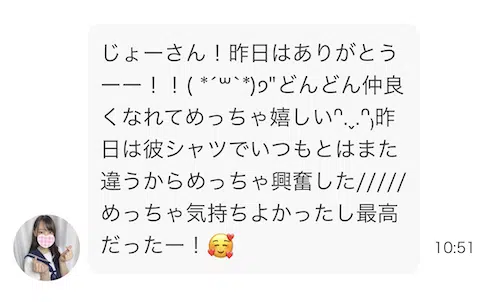 じょーさん！昨日はありがとう
ーー！！( *´꒳`*)੭"どんどん仲良
くなれてめっちゃ嬉しい՞. ̫.՞₎昨
日は彼シャツでいつもとはまた
違うからめっちゃ興奮した/////
めっちゃ気持ちよかったし最高
だったー！🥰
10:51